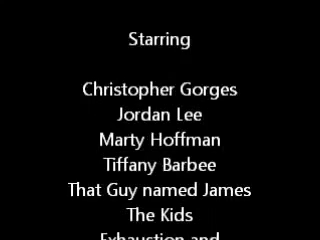 Starring
Christopher Gorges
Jordan Lee
Marty Hoffman
Tiffany Barbee
That Guy named James
The Kids
Exhaustion and